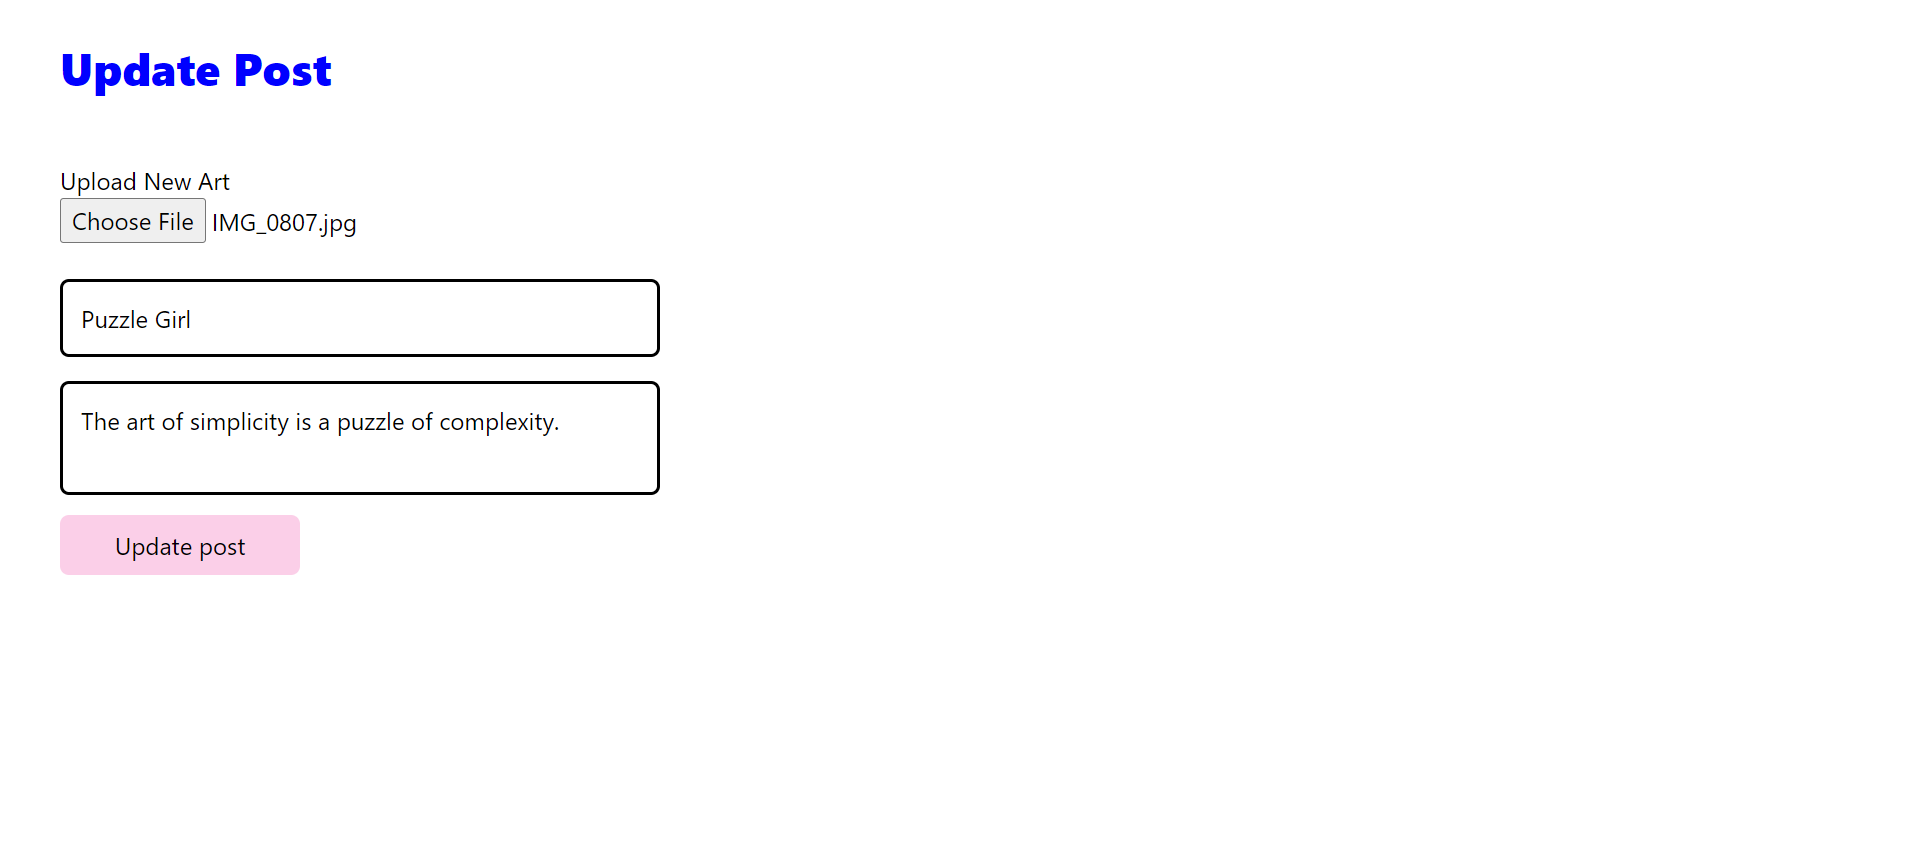 Update Post
Upload New Art
Choose File IMG_0807.jpg
Puzzle Girl
The art of simplicity is a puzzle of complexity.
Update post